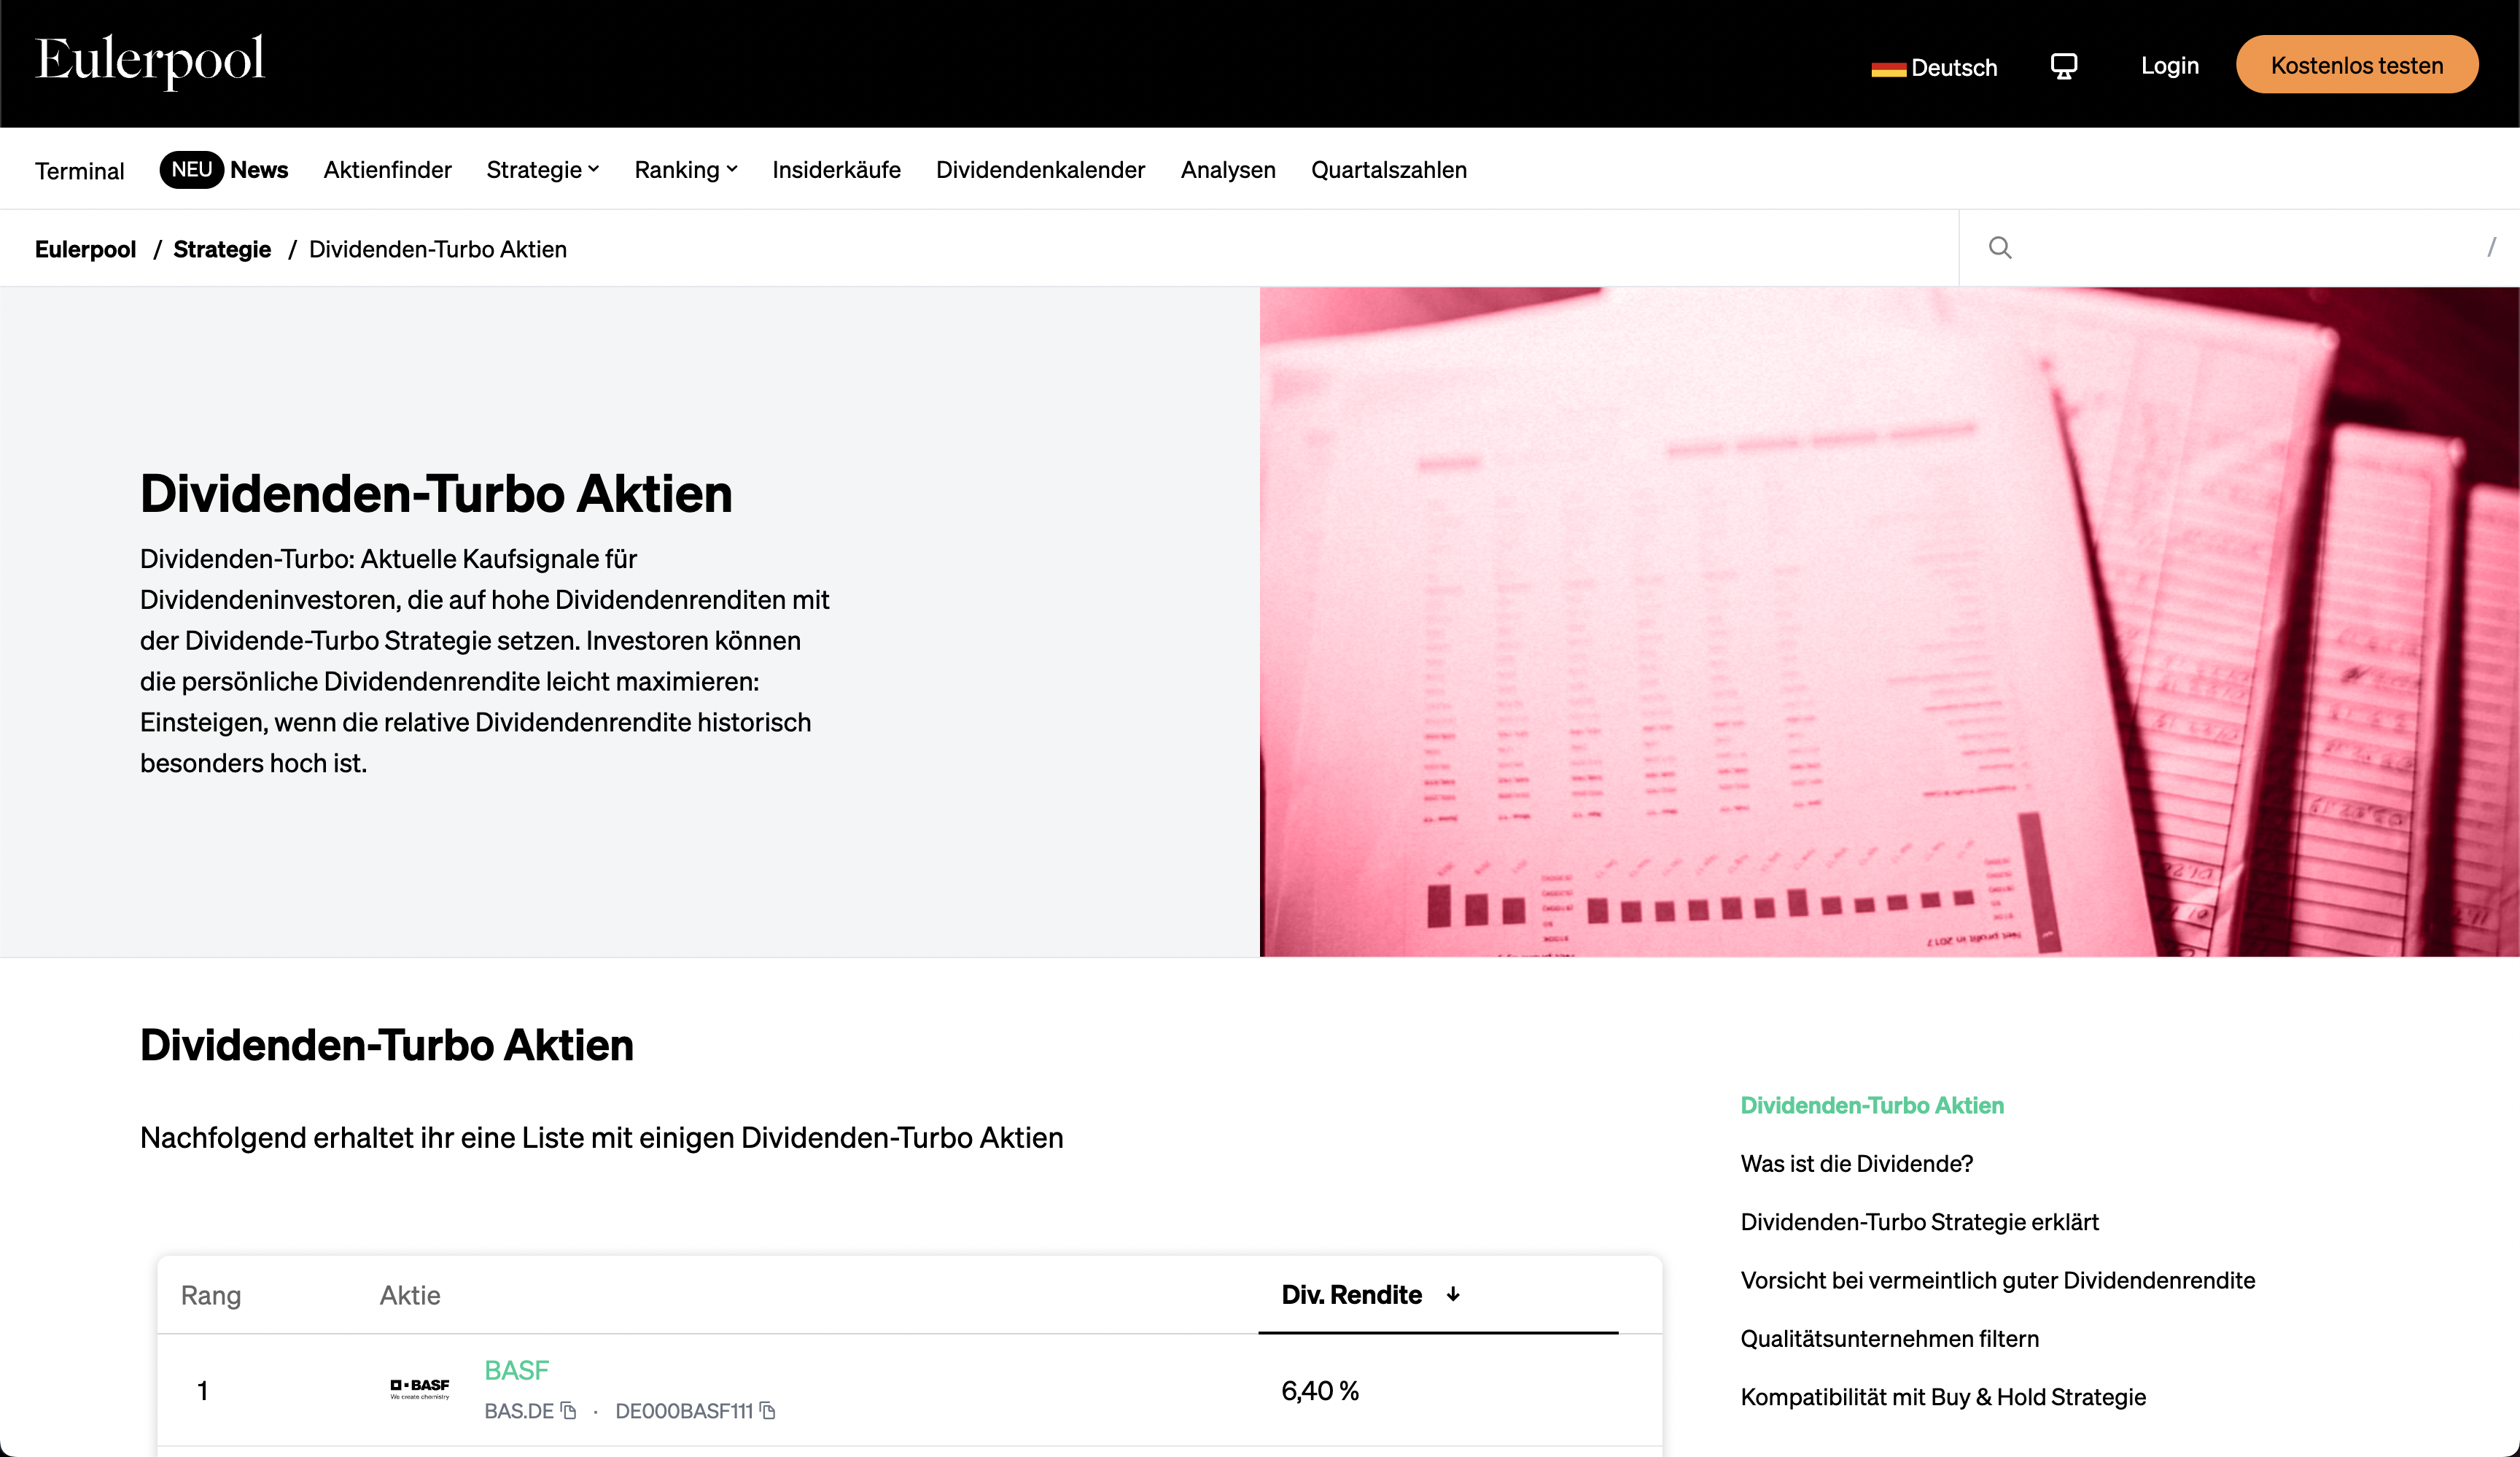 Eulerpool
Deutsch
Login
Kostenlos testen
Terminal
NEU News
Aktienfinder
Strategie
Ranking
Insiderkäufe
Dividendenkalender
Analysen
Quartalszahlen
Eulerpool / Strategie / Dividenden-Turbo Aktien
/
Dividenden-Turbo Aktien
Dividenden-Turbo: Aktuelle Kaufsignale für
Dividendeninvestoren, die auf hohe Dividendenrenditen mit
der Dividende-Turbo Strategie setzen. Investoren können
die persönliche Dividendenrendite leicht maximieren:
Einsteigen, wenn die relative Dividendenrendite historisch
besonders hoch ist.
Net profit in 2017
Dividenden-Turbo Aktien
Nachfolgend erhaltet ihr eine Liste mit einigen Dividenden-Turbo Aktien
Rang
Aktie
Div. Rendite
1
BASF
We create chemistry
BASF
BAS.DE · DE000BASF111
6,40 %
Dividenden-Turbo Aktien
Was ist die Dividende?
Dividenden-Turbo Strategie erklärt
Vorsicht bei vermeintlich guter Dividendenrendite
Qualitätsunternehmen filtern
Kompatibilität mit Buy & Hold Strategie